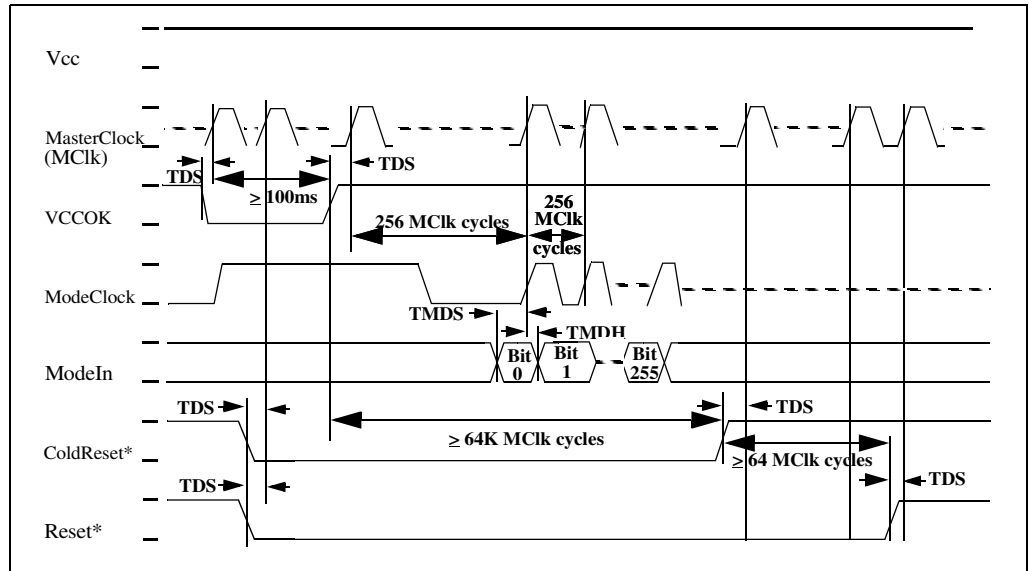 Vcc
MasterClock
(MClk)
TDS
TDS
≥ 100ms
VCCOK
256 MClk cycles
256
MClk
cycles
ModeClock
TMDS
TMDH
ModeIn
Bit
0
Bit
1
Bit
255
TDS
TDS
≥ 64K MClk cycles
ColdReset*
≥ 64 MClk cycles
TDS
TDS
Reset*